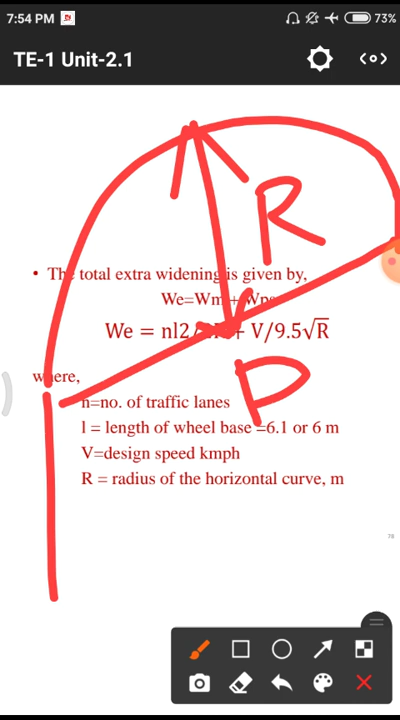 7:54 PM
73%
TE-1 Unit-2.1
R
• The total extra widening is given by,
We=Wm+Wps
We = nl2/2R + V/9.5√R
where,
D
n=no. of traffic lanes
l = length of wheel base =6.1 or 6 m
V=design speed kmph
R = radius of the horizontal curve, m
78